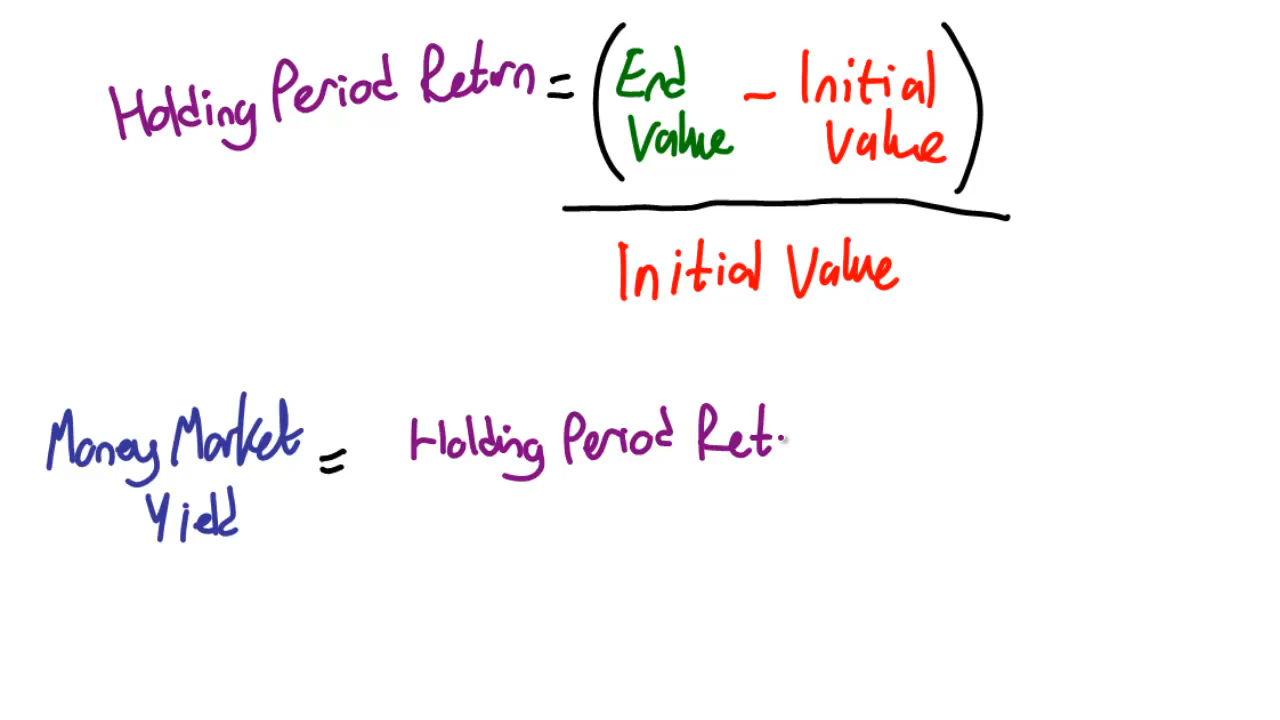 Holding Period Return = (End Value - Initial Value)
Initial Value
Money Market Yield = Holding Period Ret